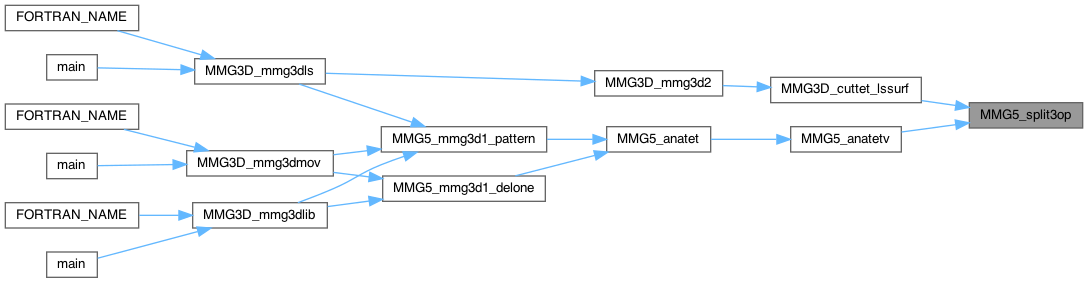 FORTRAN_NAME
main
MMG3D_mmg3dls
MMG3D_mmg3d2
MMG3D_cuttet_lssurf
MMG5_split3op
FORTRAN_NAME
MMG5_mmg3d1_pattern
MMG5_anatet
MMG5_anatetv
main
MMG3D_mmg3dmov
MMG5_mmg3d1_delone
FORTRAN_NAME
MMG3D_mmg3dlib
main